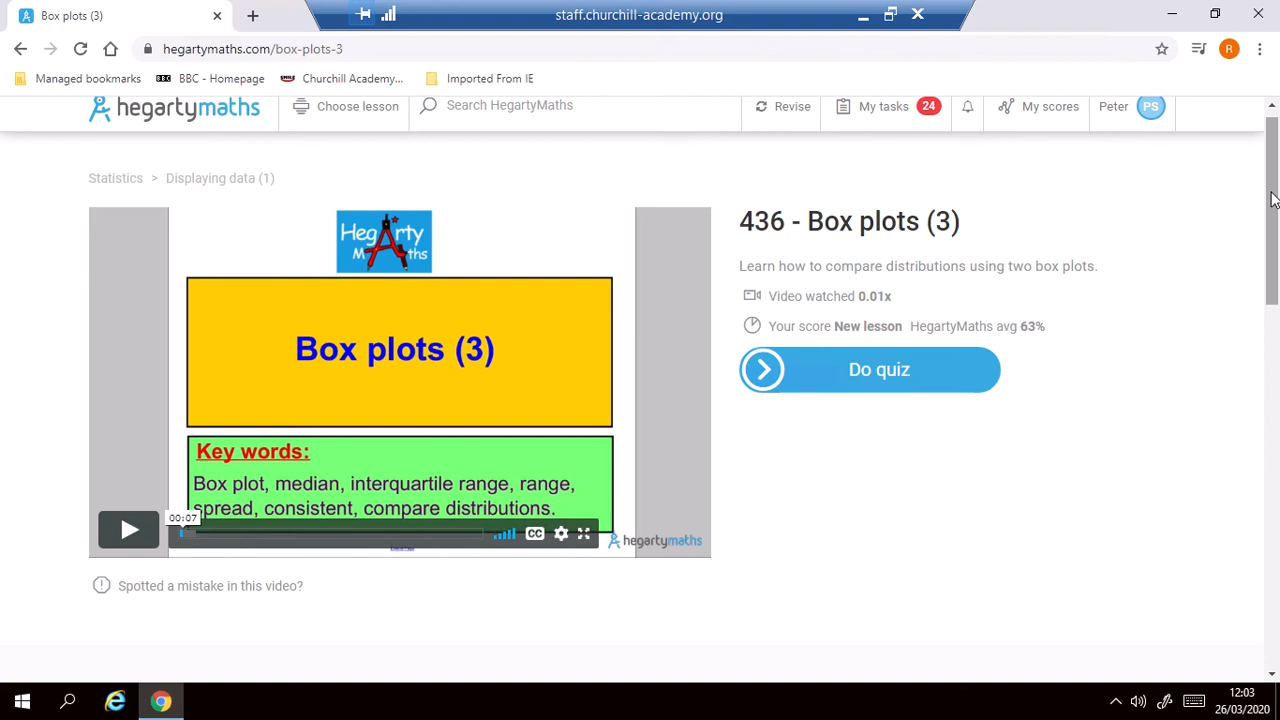 Box plots (3)
staff.churchill-academy.org
hegartymaths.com/box-plots-3
R
Managed bookmarks
BBC BBC - Homepage
SMILE Churchill Academy...
Imported From IE
hegartymaths
Choose lesson
Search HegartyMaths
Revise
My tasks 24
My scores
Peter PS
Statistics > Displaying data (1)
Hegarty
Maths
Box plots (3)
Key words:
Box plot, median, interquartile range, range,
spread, consistent, compare distributions.
00:07
CC
hegartymaths
Spotted a mistake in this video?
436 - Box plots (3)
Learn how to compare distributions using two box plots.
Video watched 0.01x
Your score New lesson HegartyMaths avg 63%
Do quiz
12:03
26/03/2020